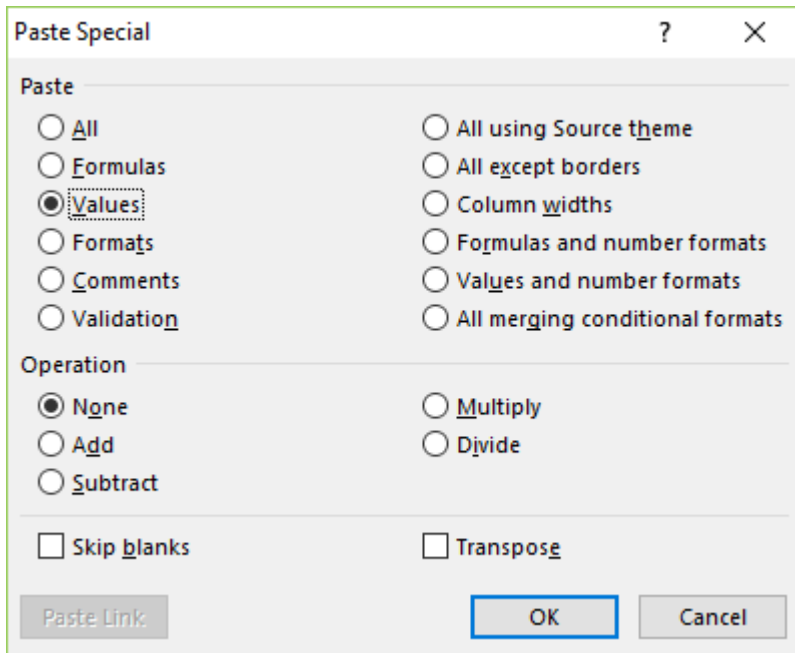 Paste Special ?
Paste
All
Formulas
Values
Formats
Comments
Validation
All using Source theme
All except borders
Column widths
Formulas and number formats
Values and number formats
All merging conditional formats
Operation
None
Add
Subtract
Multiply
Divide
Skip blanks
Transpose
Paste Link
OK
Cancel